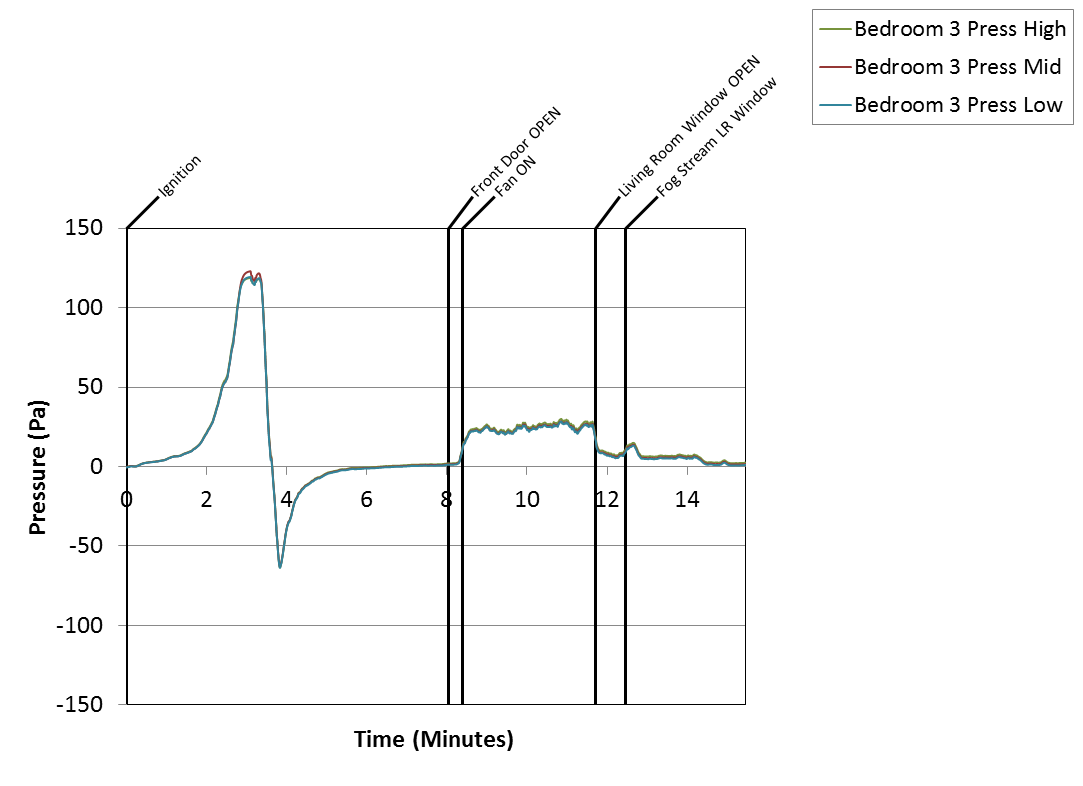 Bedroom 3 Press High
Bedroom 3 Press Mid
Bedroom 3 Press Low
Ignition
Front Door OPEN
Fan ON
Living Room Window OPEN
Fog Stream LR Window
150
100
50
0
-50
-100
-150
0 2 4 6 8 10 12 14
Pressure (Pa)
Time (Minutes)